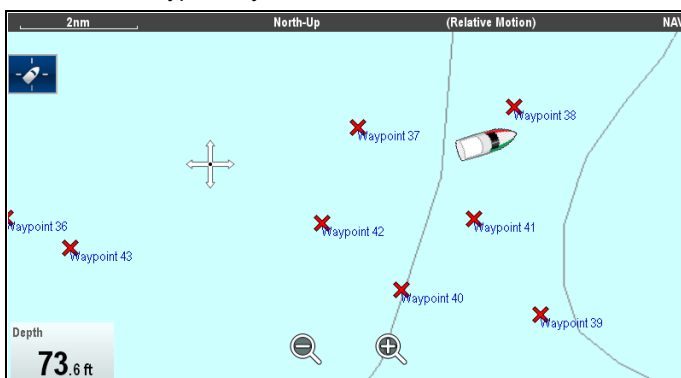 2nm North-Up (Relative Motion) NAV
Waypoint 38
Waypoint 37
Waypoint 36
Waypoint 42
Waypoint 41
Waypoint 43
Waypoint 40
Waypoint 39
Depth
73.6 ft